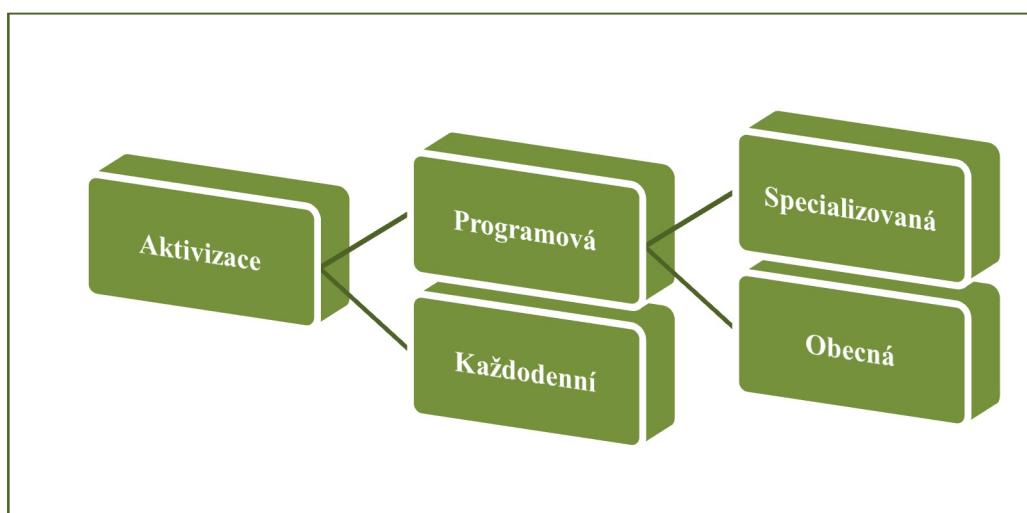 Aktivizace
Programová
Každodenní
Specializovaná
Obecná